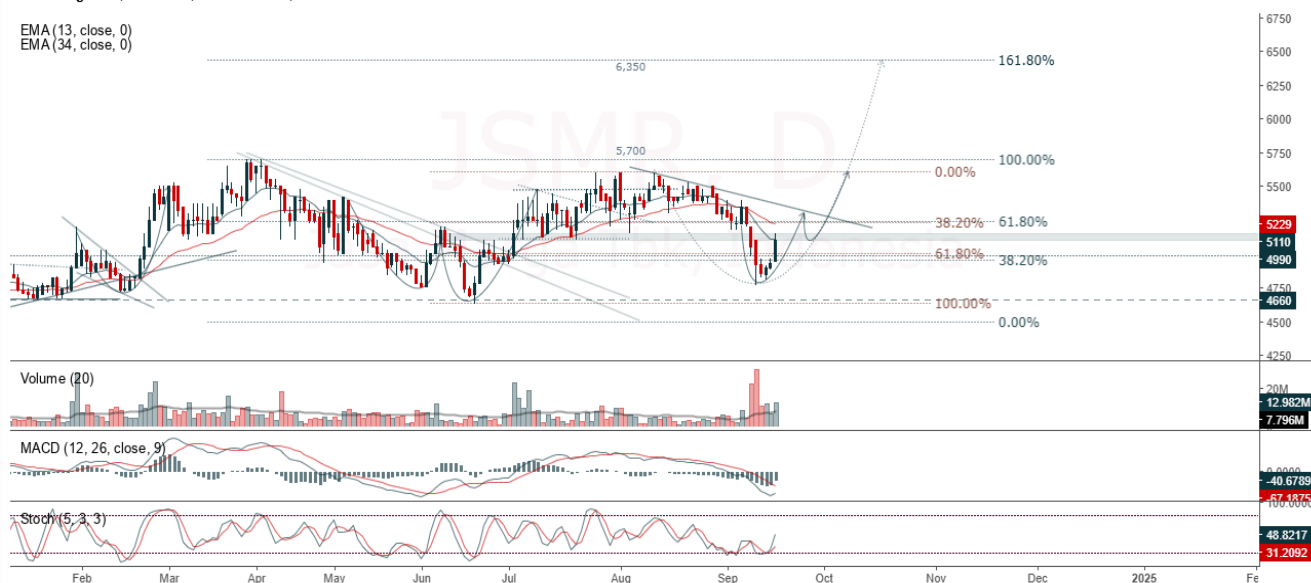 EMA (13, close, 0)
EMA (34, close, 0)
JSMR, D
6,350
161.80%
5,700
100.00%
0.00%
38.20%
61.80%
61.80%
38.20%
100.00%
0.00%
6750
6500
6250
6000
5750
5500
5229
5110
4990
4750
4660
4500
4250
Volume (20)
20M
12.982M
7.796M
MACD (12, 26, close, 9)
0.0000
-40.6789
-57.1875
Stoch (5, 3, 3)
100.0000
48.8217
31.2092
Feb
Mar
Apr
May
Jun
Jul
Aug
Sep
Oct
Nov
Dec
2025
Fe